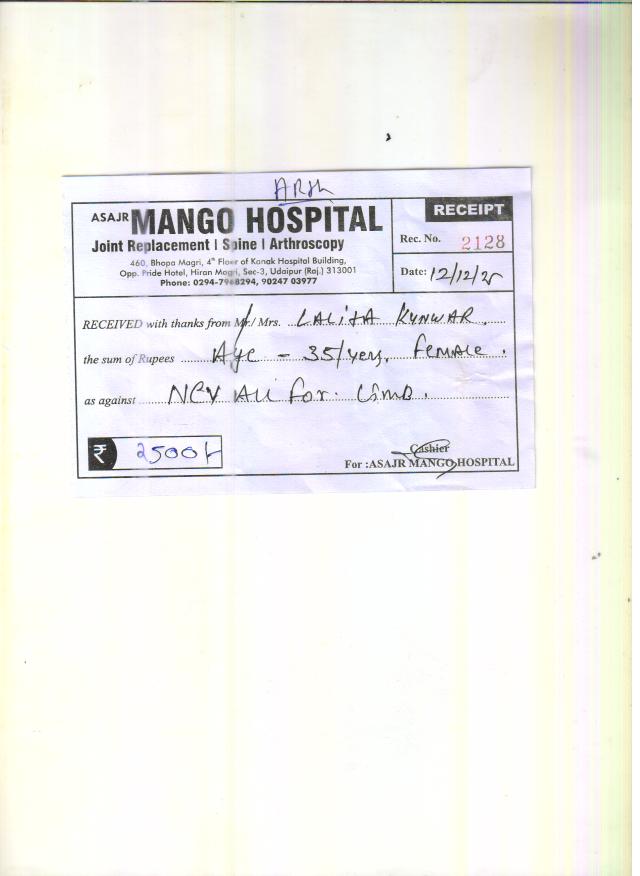 ARTH
ASAJR MANGO HOSPITAL
Joint Replacement | Spine | Arthroscopy
460, Bhopa Magri, 4th Floor of Kanak Hospital Building,
Opp. Pride Hotel, Hiran Magri, Sec-3, Udaipur (Raj.) 313001
Phone: 0294-7968294, 90247 03977
RECEIPT
Rec. No. 2128
Date: 12/12/25
RECEIVED with thanks from Mr./ Mrs. LALITA KUNWAR.
the sum of Rupees Age - 35/years, Female.
as against NCV All For. Limb.
₹ 2500/-
Cashier
For :ASAJR MANGO HOSPITAL